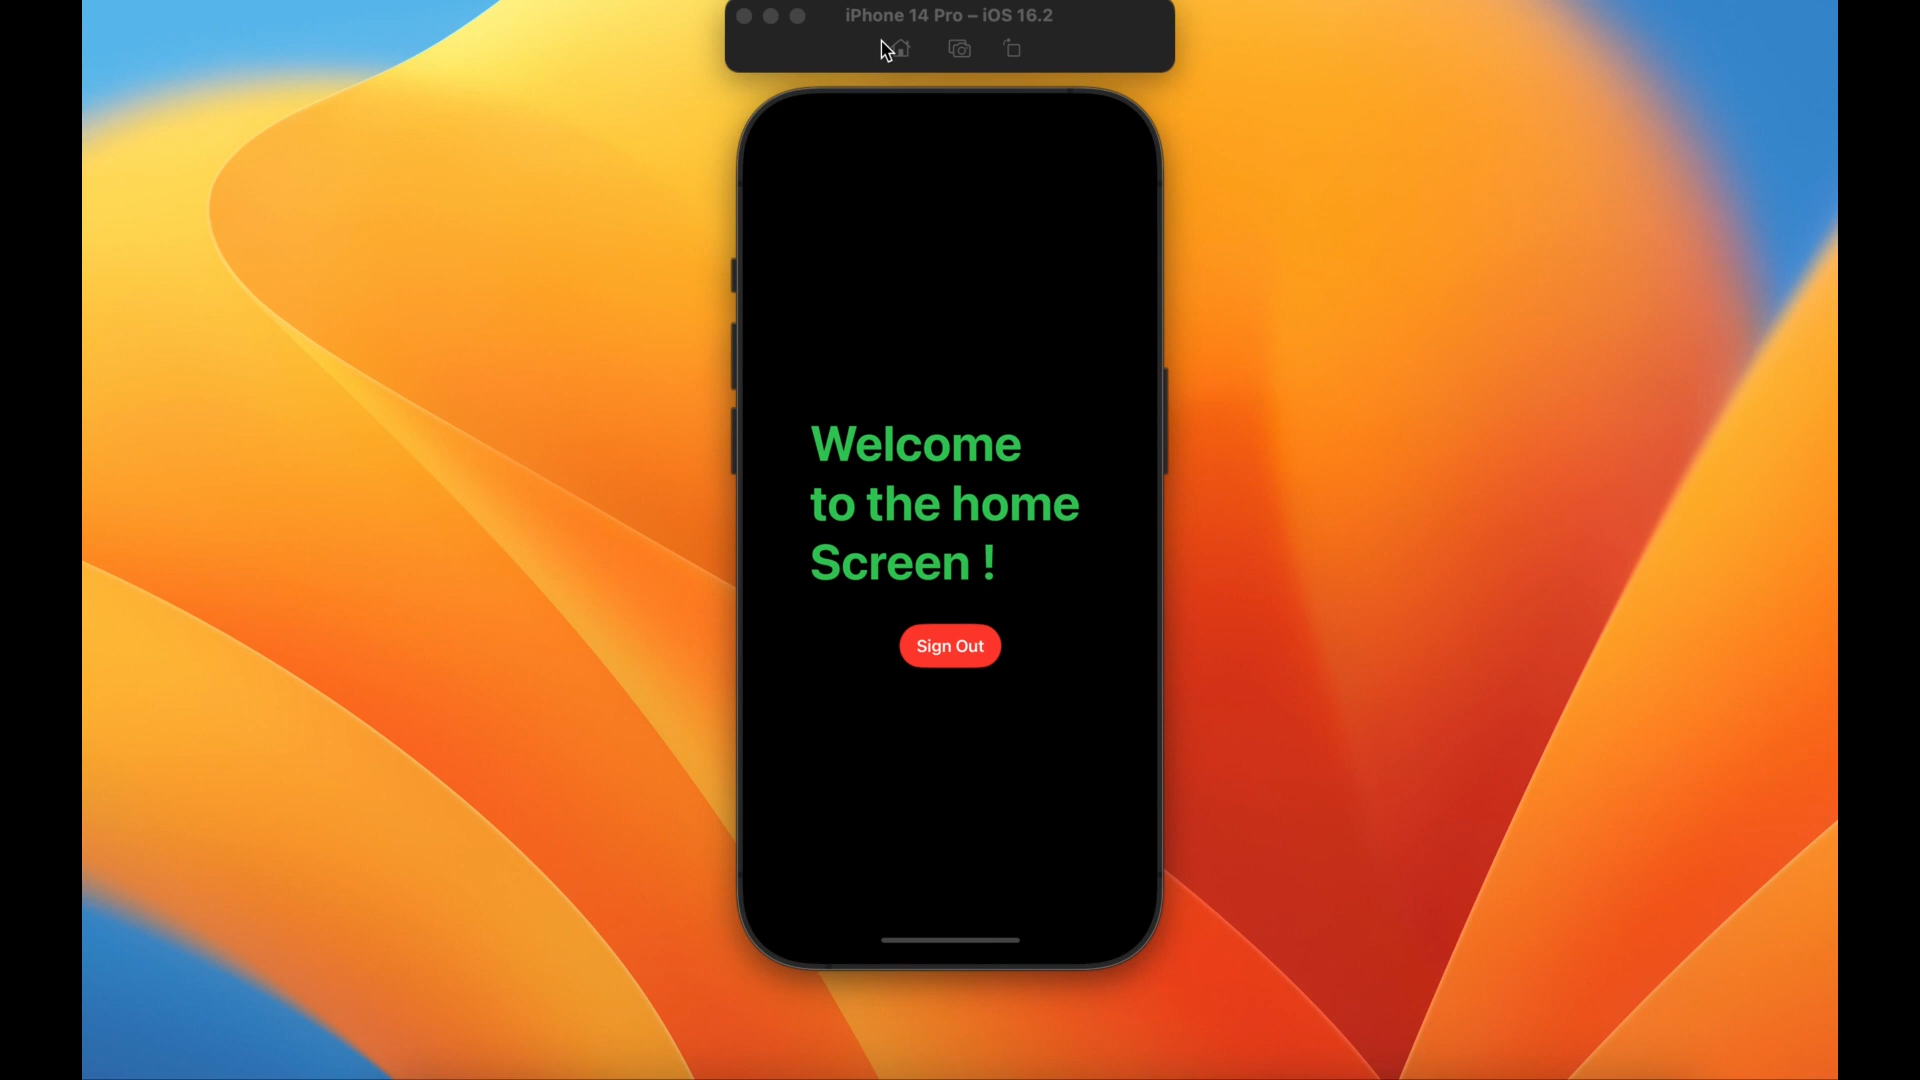 iPhone 14 Pro – iOS 16.2
Welcome
to the home
Screen !
Sign Out